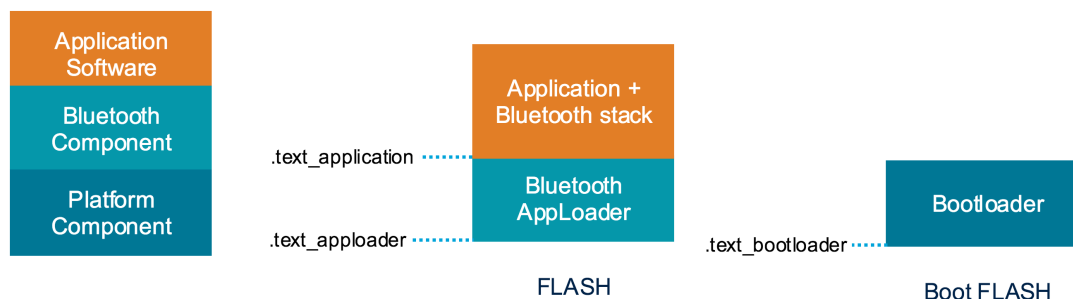 Application
Software
Bluetooth
Component
Platform
Component
Application +
Bluetooth stack
.text_application
Bluetooth
AppLoader
.text_apploader
FLASH
Bootloader
.text_bootloader
Boot FLASH